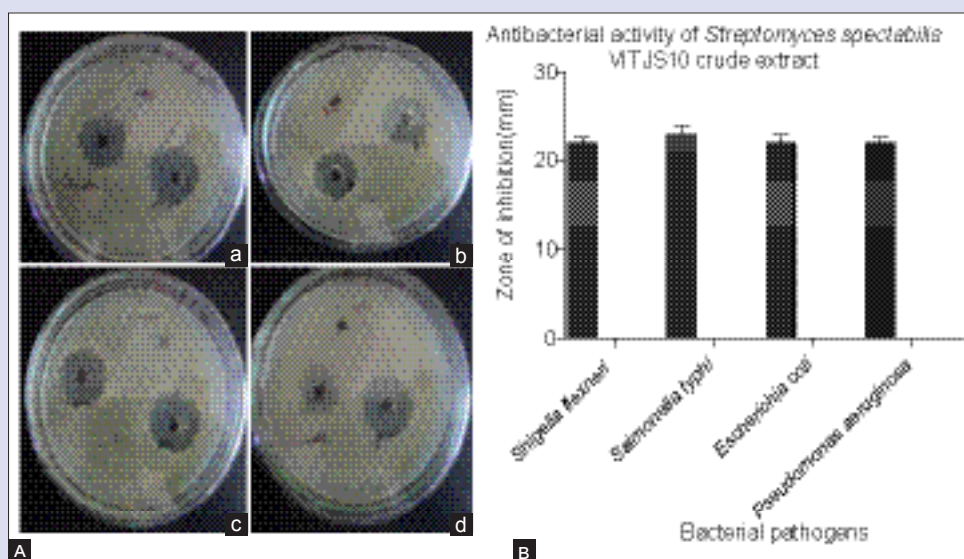 Antibacterial activity of Streptomyces spectabilis
VITJS10 crude extract
a
b
c
d
A
Zone of inhibition(mm)
30
20
10
0
Shigella flexneri
Salmonella typhi
Escherichia coli
Pseudomonas aeruginosa
Bacterial pathogens
B